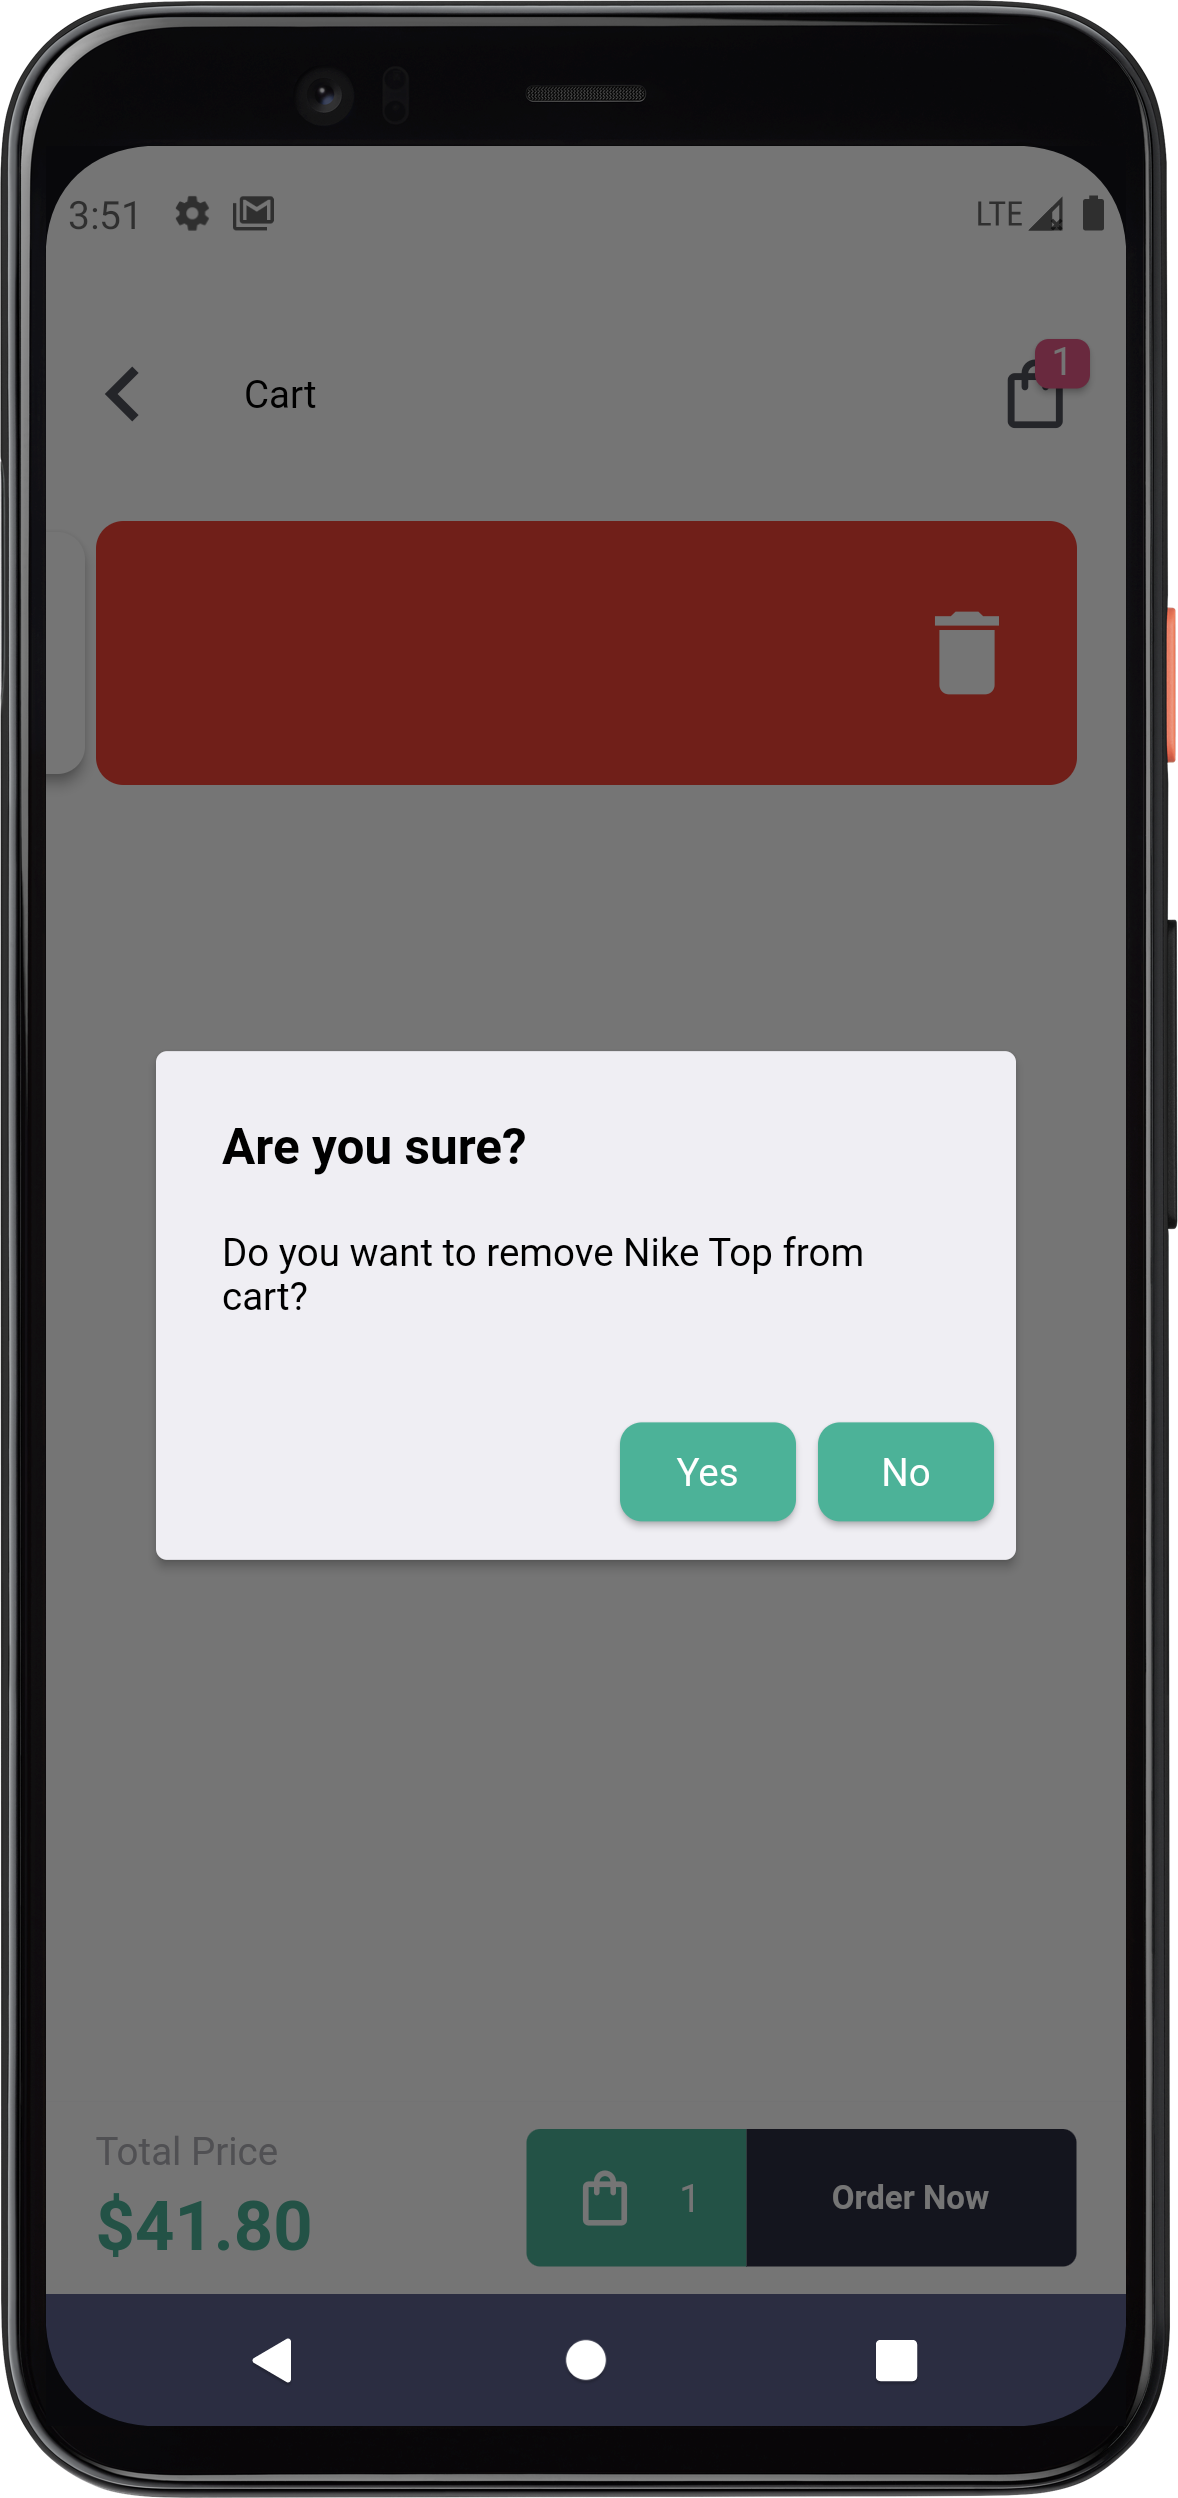 3:51 LTE
Cart
1
Are you sure?
Do you want to remove Nike Top from
cart?
Yes No
Total Price
$41.80
1 Order Now